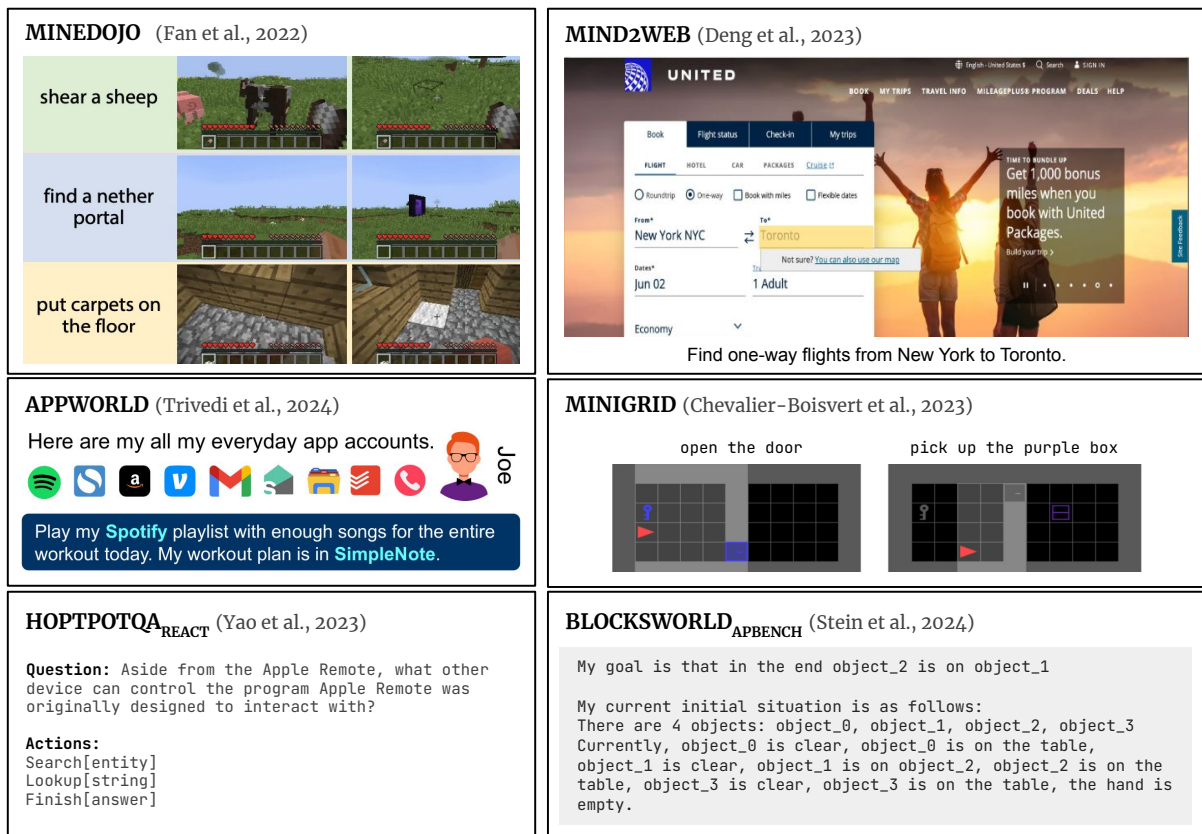 MINEDOJO (Fan et al., 2022)
shear a sheep
find a nether
portal
put carpets on
the floor
MIND2WEB (Deng et al., 2023)
UNITED
English - United States $ Search SIGN IN
BOOK MY TRIPS TRAVEL INFO MILEAGEPLUS® PROGRAM DEALS HELP
Book Flight status Check-in My trips
FLIGHT HOTEL CAR PACKAGES Cruise
Roundtrip One-way Book with miles Flexible dates
From* To*
New York NYC Toronto
Not sure? You can also use our map
Dates* Tra
Jun 02 1 Adult
Economy
TIME TO BUNDLE UP
Get 1,000 bonus
miles when you
book with United
Packages.
Build your trip >
Site Feedback
Find one-way flights from New York to Toronto.
APPWORLD (Trivedi et al., 2024)
Here are my all my everyday app accounts.
Joe
Play my Spotify playlist with enough songs for the entire
workout today. My workout plan is in SimpleNote.
MINIGRID (Chevalier-Boisvert et al., 2023)
open the door pick up the purple box
HOPTPOTQA REACT (Yao et al., 2023)
Question: Aside from the Apple Remote, what other
device can control the program Apple Remote was
originally designed to interact with?
Actions:
Search[entity]
Lookup[string]
Finish[answer]
BLOCKSWORLD APBENCH (Stein et al., 2024)
My goal is that in the end object_2 is on object_1
My current initial situation is as follows:
There are 4 objects: object_0, object_1, object_2, object_3
Currently, object_0 is clear, object_0 is on the table,
object_1 is clear, object_1 is on object_2, object_2 is on the
table, object_3 is clear, object_3 is on the table, the hand is
empty.